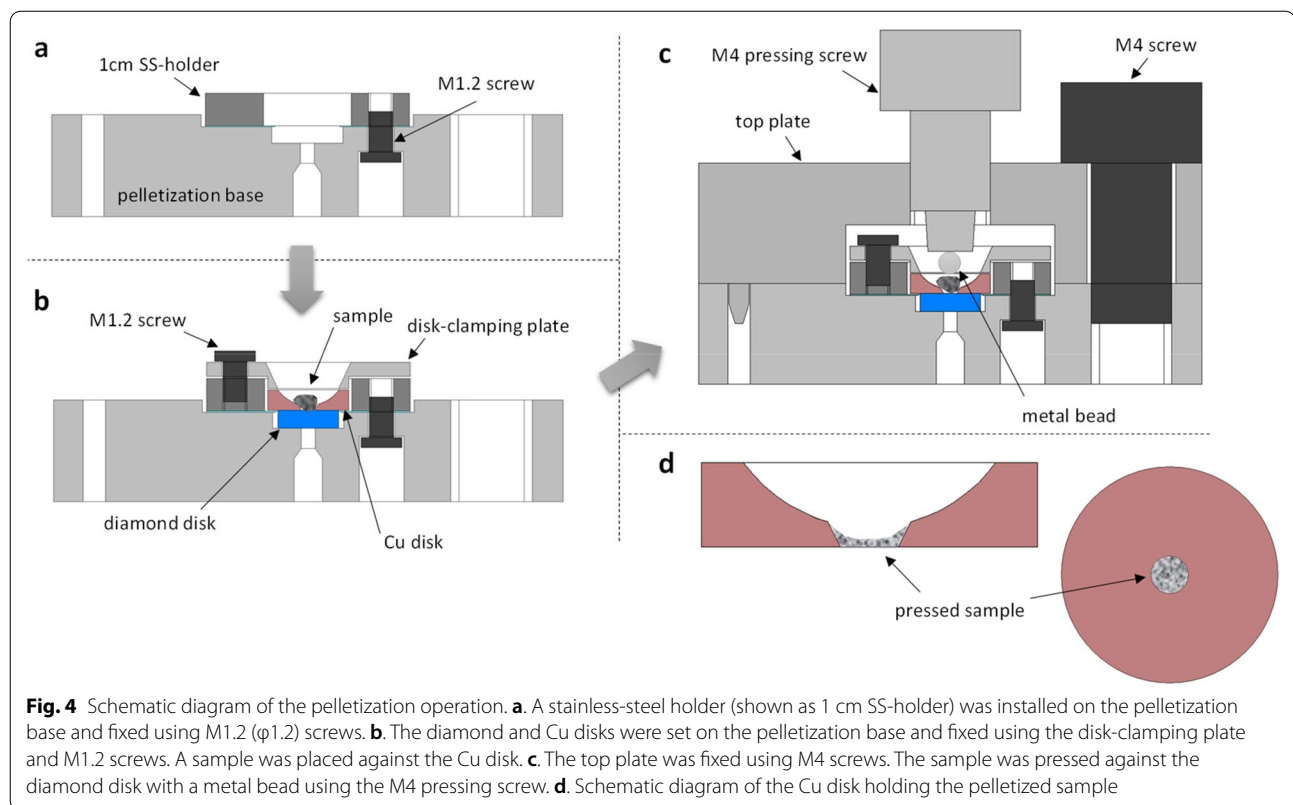 a
1cm SS-holder
M1.2 screw
pelletization base
b
M1.2 screw
sample
disk-clamping plate
diamond disk
Cu disk
c
M4 pressing screw
M4 screw
top plate
metal bead
d
pressed sample
Fig. 4 Schematic diagram of the pelletization operation. a. A stainless-steel holder (shown as 1 cm SS-holder) was installed on the pelletization
base and fixed using M1.2 (φ1.2) screws. b. The diamond and Cu disks were set on the pelletization base and fixed using the disk-clamping plate
and M1.2 screws. A sample was placed against the Cu disk. c. The top plate was fixed using M4 screws. The sample was pressed against the
diamond disk with a metal bead using the M4 pressing screw. d. Schematic diagram of the Cu disk holding the pelletized sample